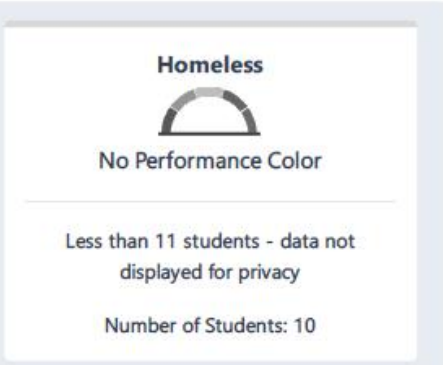 Homeless
No Performance Color
Less than 11 students - data not
displayed for privacy
Number of Students: 10